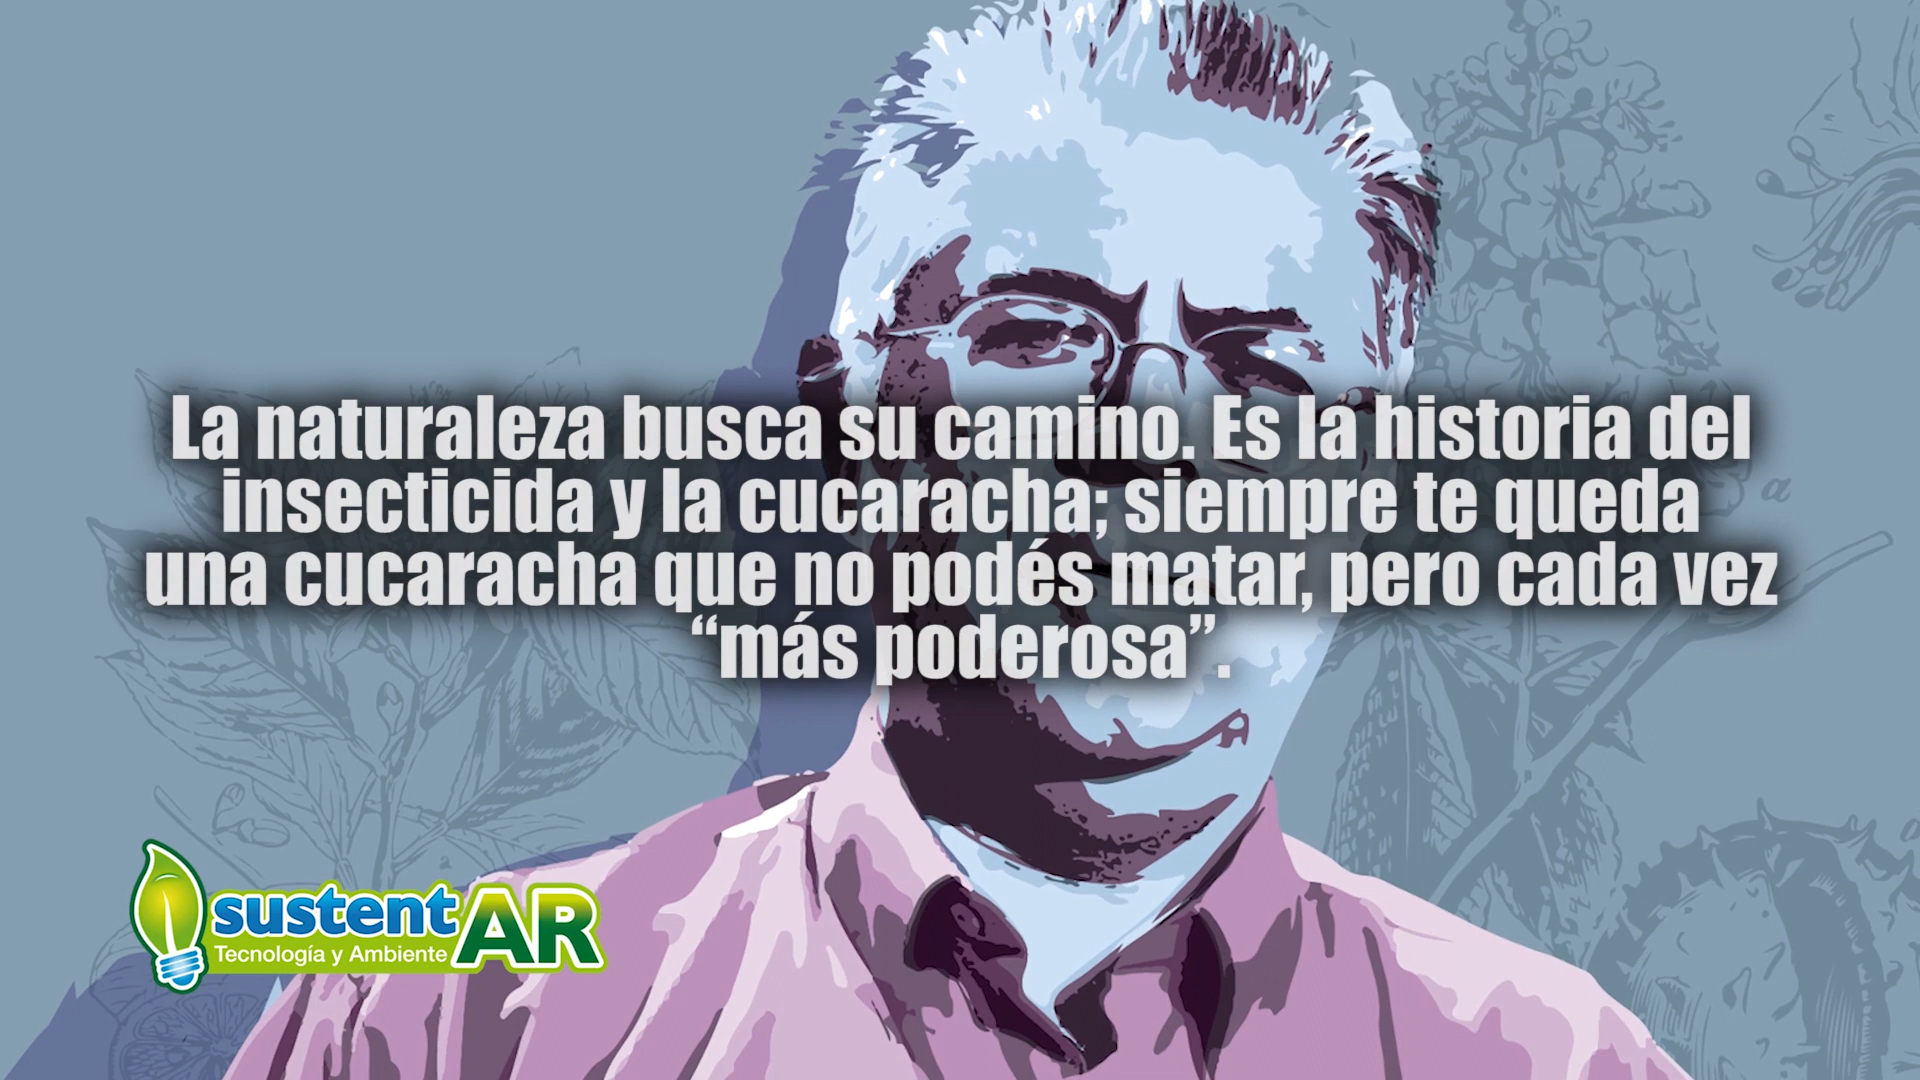 La naturaleza busca su camino. Es la historia del
insecticida y la cucaracha; siempre te queda
una cucaracha que no podés matar, pero cada vez
“más poderosa”.
sustentAR
Tecnología y Ambiente